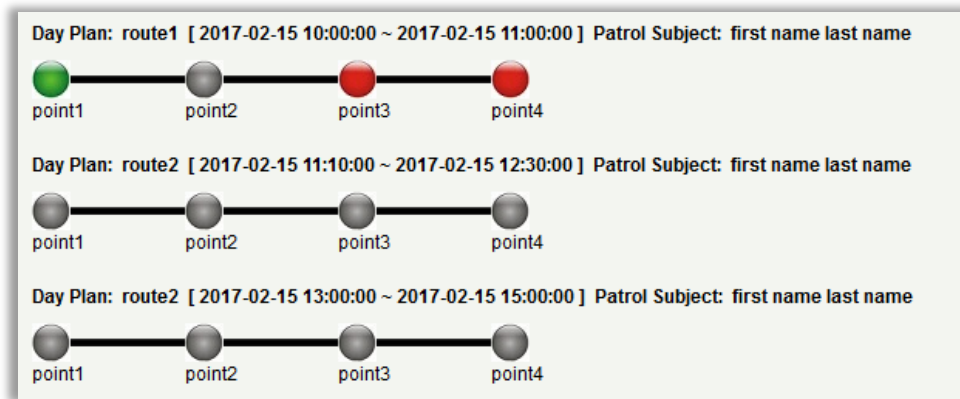 Day Plan: route1 [ 2017-02-15 10:00:00 ~ 2017-02-15 11:00:00 ] Patrol Subject: first name last name
point1 point2 point3 point4
Day Plan: route2 [ 2017-02-15 11:10:00 ~ 2017-02-15 12:30:00 ] Patrol Subject: first name last name
point1 point2 point3 point4
Day Plan: route2 [ 2017-02-15 13:00:00 ~ 2017-02-15 15:00:00 ] Patrol Subject: first name last name
point1 point2 point3 point4